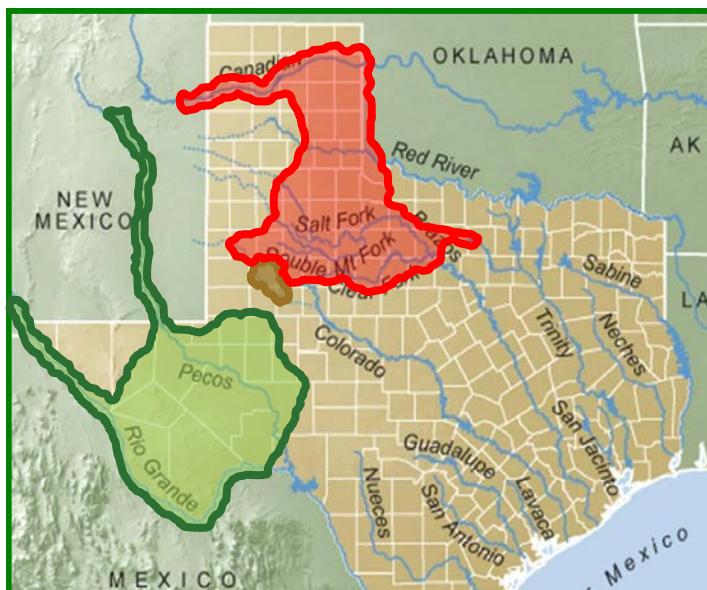 OKLAHOMA
Canadian
AK
Red River
NEW
MEXICO
Salt Fork
Brazos
Double Mt Fork
Clear Fork
Sabine
LA
Colorado
Trinity
Neches
Pecos
Rio Grande
Guadalupe
San Jacinto
Nueces
San Antonio
Lavaca
Mexico
MEXICO